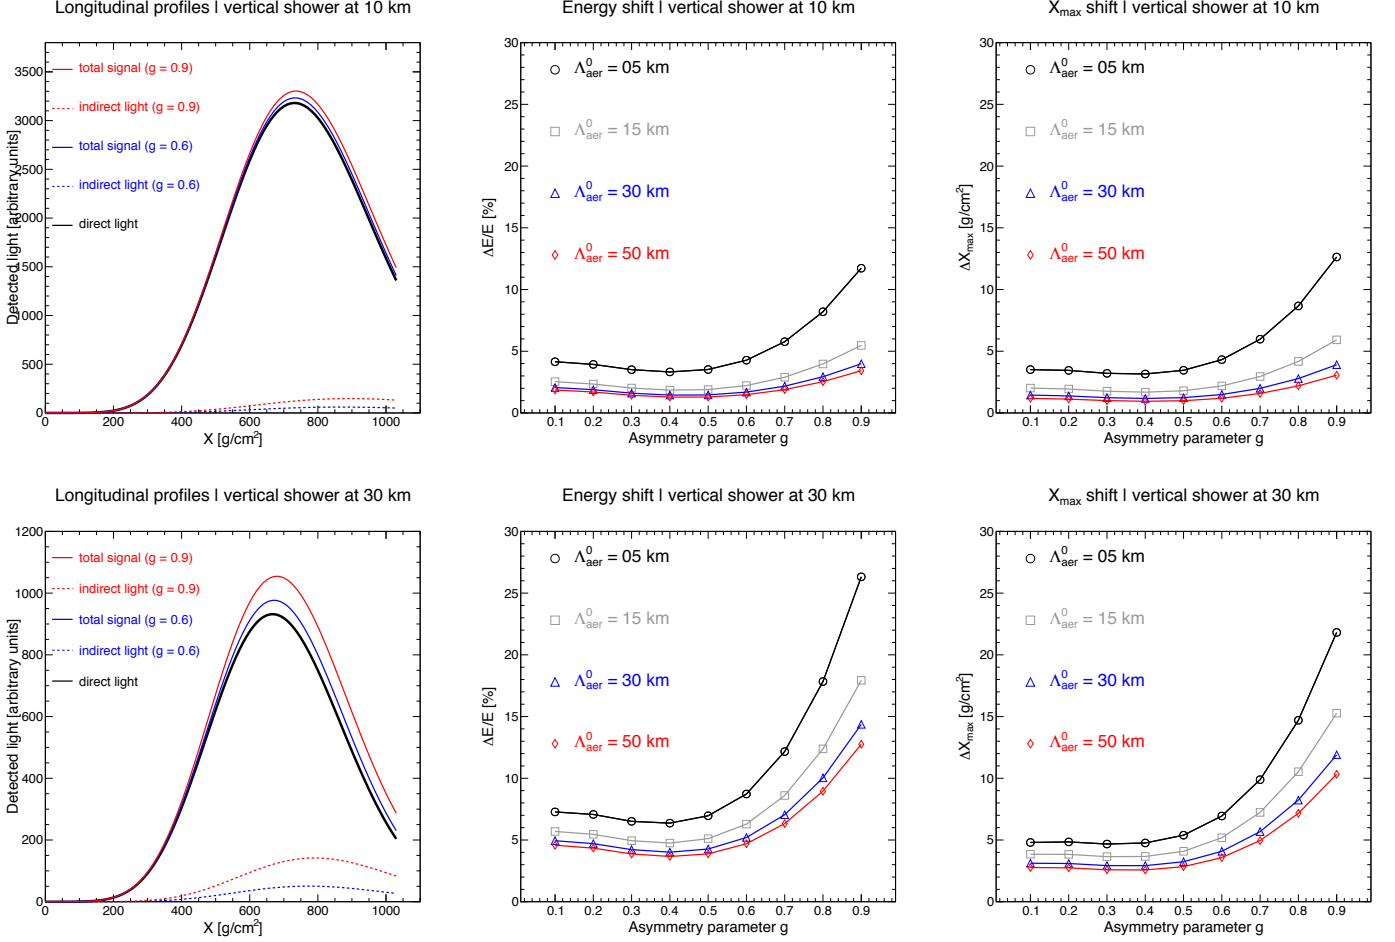 Longitudinal profiles | vertical shower at 10 km
Detected light [arbitrary units]
3500
3000
2500
2000
1500
1000
500
0
total signal (g = 0.9)
indirect light (g = 0.9)
total signal (g = 0.6)
indirect light (g = 0.6)
direct light
0 200 400 600 800 1000
X [g/cm²]
Energy shift | vertical shower at 10 km
ΔE/E [%]
30
25
20
15
10
5
0
Λ⁰aer = 05 km
Λ⁰aer = 15 km
Λ⁰aer = 30 km
Λ⁰aer = 50 km
0.1 0.2 0.3 0.4 0.5 0.6 0.7 0.8 0.9
Asymmetry parameter g
Xmax shift | vertical shower at 10 km
ΔXmax [g/cm²]
30
25
20
15
10
5
0
Λ⁰aer = 05 km
Λ⁰aer = 15 km
Λ⁰aer = 30 km
Λ⁰aer = 50 km
0.1 0.2 0.3 0.4 0.5 0.6 0.7 0.8 0.9
Asymmetry parameter g
Longitudinal profiles | vertical shower at 30 km
Detected light [arbitrary units]
1200
1000
800
600
400
200
0
total signal (g = 0.9)
indirect light (g = 0.9)
total signal (g = 0.6)
indirect light (g = 0.6)
direct light
0 200 400 600 800 1000
X [g/cm²]
Energy shift | vertical shower at 30 km
ΔE/E [%]
30
25
20
15
10
5
0
Λ⁰aer = 05 km
Λ⁰aer = 15 km
Λ⁰aer = 30 km
Λ⁰aer = 50 km
0.1 0.2 0.3 0.4 0.5 0.6 0.7 0.8 0.9
Asymmetry parameter g
Xmax shift | vertical shower at 30 km
ΔXmax [g/cm²]
30
25
20
15
10
5
0
Λ⁰aer = 05 km
Λ⁰aer = 15 km
Λ⁰aer = 30 km
Λ⁰aer = 50 km
0.1 0.2 0.3 0.4 0.5 0.6 0.7 0.8 0.9
Asymmetry parameter g